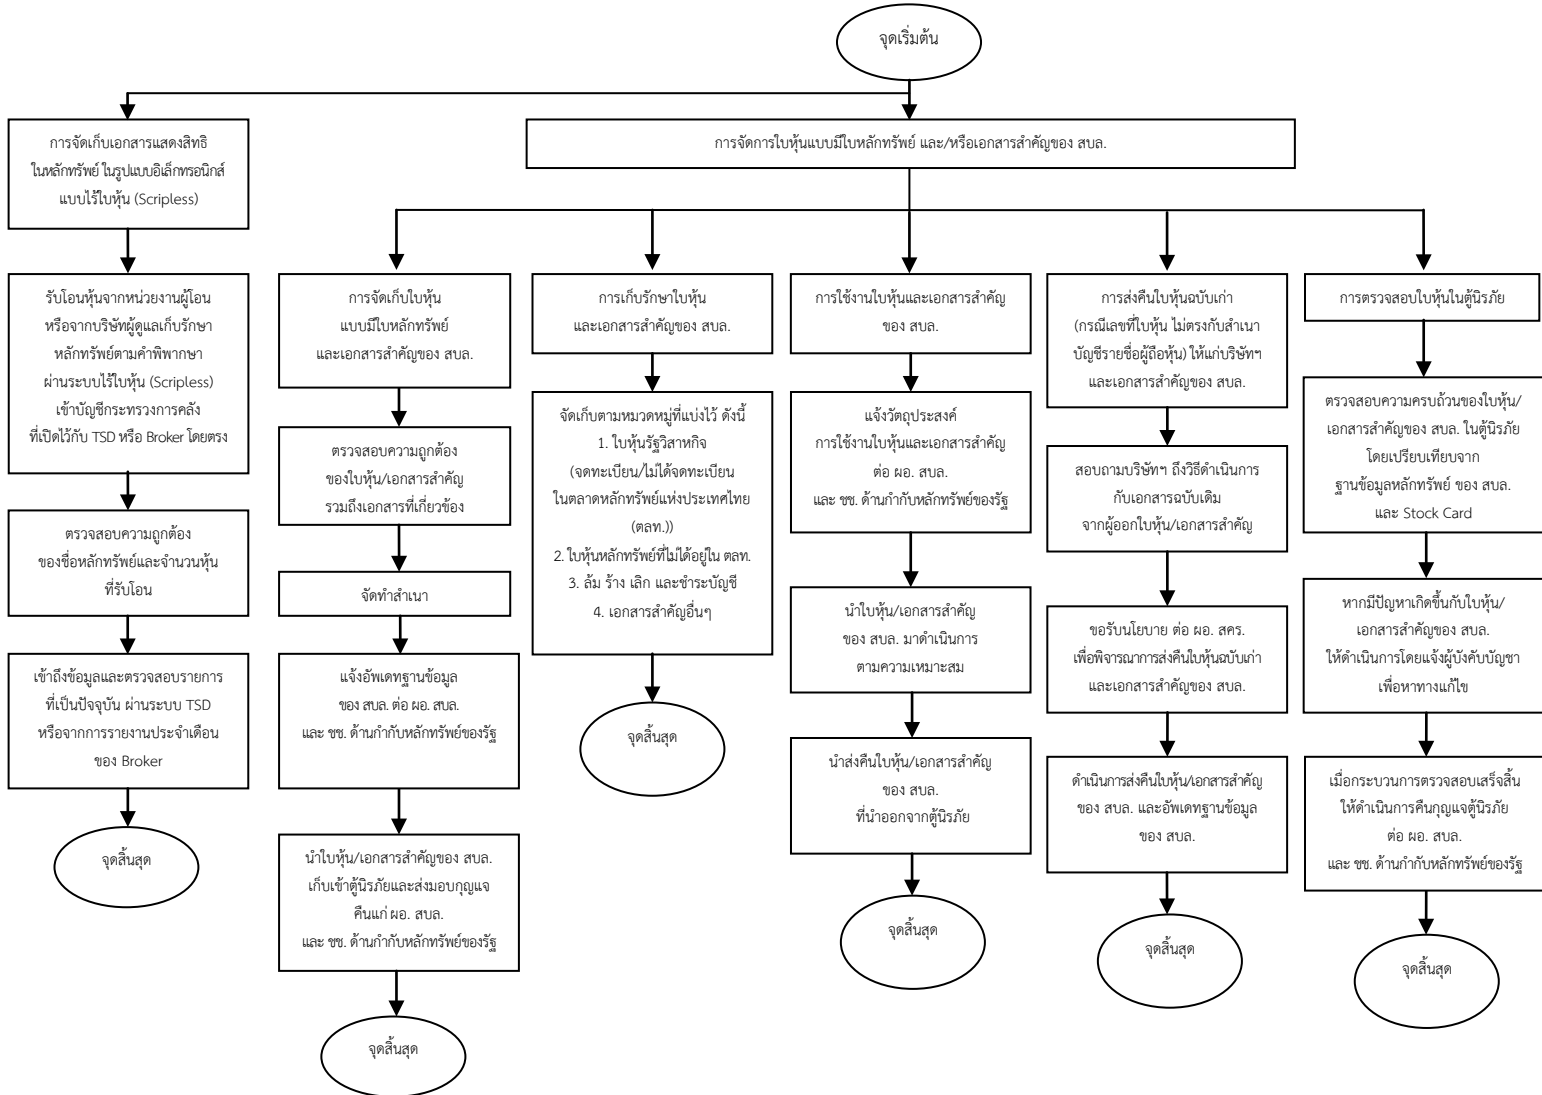 จุดเริ่มต้น
การจัดเก็บเอกสารแสดงสิทธิ
ในหลักทรัพย์ ในรูปแบบอิเล็กทรอนิกส์
แบบไร้ใบหุ้น (Scripless)
การจัดการใบหุ้นแบบมีใบหลักทรัพย์ และ/หรือเอกสารสำคัญของ สบล.
รับโอนหุ้นจากหน่วยงานผู้โอน
หรือจากบริษัทผู้ดูแลเก็บรักษา
หลักทรัพย์ตามคำพิพากษา
ผ่านระบบไร้ใบหุ้น (Scripless)
เข้าบัญชีกระทรวงการคลัง
ที่เปิดไว้กับ TSD หรือ Broker โดยตรง
ตรวจสอบความถูกต้อง
ของชื่อหลักทรัพย์และจำนวนหุ้น
ที่รับโอน
เข้าถึงข้อมูลและตรวจสอบรายการ
ที่เป็นปัจจุบัน ผ่านระบบ TSD
หรือจากการรายงานประจำเดือน
ของ Broker
จุดสิ้นสุด
การจัดเก็บใบหุ้น
แบบมีใบหลักทรัพย์
และเอกสารสำคัญของ สบล.
ตรวจสอบความถูกต้อง
ของใบหุ้น/เอกสารสำคัญ
รวมถึงเอกสารที่เกี่ยวข้อง
จัดทำสำเนา
แจ้งอัพเดทฐานข้อมูล
ของ สบล. ต่อ ผอ. สบล.
และ ชช. ด้านกำกับหลักทรัพย์ของรัฐ
นำใบหุ้น/เอกสารสำคัญของ สบล.
เก็บเข้าตู้นิรภัยและส่งมอบกุญแจ
คืนแก่ ผอ. สบล.
และ ชช. ด้านกำกับหลักทรัพย์ของรัฐ
จุดสิ้นสุด
การเก็บรักษาใบหุ้น
และเอกสารสำคัญของ สบล.
จัดเก็บตามหมวดหมู่ที่แบ่งไว้ ดังนี้
1. ใบหุ้นรัฐวิสาหกิจ
(จดทะเบียน/ไม่ได้จดทะเบียน
ในตลาดหลักทรัพย์แห่งประเทศไทย
(ตลท.))
2. ใบหุ้นหลักทรัพย์ที่ไม่ได้อยู่ใน ตลท.
3. ล้ม ร้าง เลิก และชำระบัญชี
4. เอกสารสำคัญอื่นๆ
จุดสิ้นสุด
การใช้งานใบหุ้นและเอกสารสำคัญ
ของ สบล.
แจ้งวัตถุประสงค์
การใช้งานใบหุ้นและเอกสารสำคัญ
ต่อ ผอ. สบล.
และ ชช. ด้านกำกับหลักทรัพย์ของรัฐ
นำใบหุ้น/เอกสารสำคัญ
ของ สบล. มาดำเนินการ
ตามความเหมาะสม
นำส่งคืนใบหุ้น/เอกสารสำคัญ
ของ สบล.
ที่นำออกจากตู้นิรภัย
จุดสิ้นสุด
การส่งคืนใบหุ้นฉบับเก่า
(กรณีเลขที่ใบหุ้น ไม่ตรงกับสำเนา
บัญชีรายชื่อผู้ถือหุ้น) ให้แก่บริษัทฯ
และเอกสารสำคัญของ สบล.
สอบถามบริษัทฯ ถึงวิธีดำเนินการ
กับเอกสารฉบับเดิม
จากผู้ออกใบหุ้น/เอกสารสำคัญ
ขอรับนโยบาย ต่อ ผอ. สคร.
เพื่อพิจารณาการส่งคืนใบหุ้นฉบับเก่า
และเอกสารสำคัญของ สบล.
ดำเนินการส่งคืนใบหุ้น/เอกสารสำคัญ
ของ สบล. และอัพเดทฐานข้อมูล
ของ สบล.
จุดสิ้นสุด
การตรวจสอบใบหุ้นในตู้นิรภัย
ตรวจสอบความครบถ้วนของใบหุ้น/
เอกสารสำคัญของ สบล. ในตู้นิรภัย
โดยเปรียบเทียบจาก
ฐานข้อมูลหลักทรัพย์ ของ สบล.
และ Stock Card
หากมีปัญหาเกิดขึ้นกับใบหุ้น/
เอกสารสำคัญของ สบล.
ให้ดำเนินการโดยแจ้งผู้บังคับบัญชา
เพื่อหาทางแก้ไข
เมื่อกระบวนการตรวจสอบเสร็จสิ้น
ให้ดำเนินการคืนกุญแจตู้นิรภัย
ต่อ ผอ. สบล.
และ ชช. ด้านกำกับหลักทรัพย์ของรัฐ
จุดสิ้นสุด